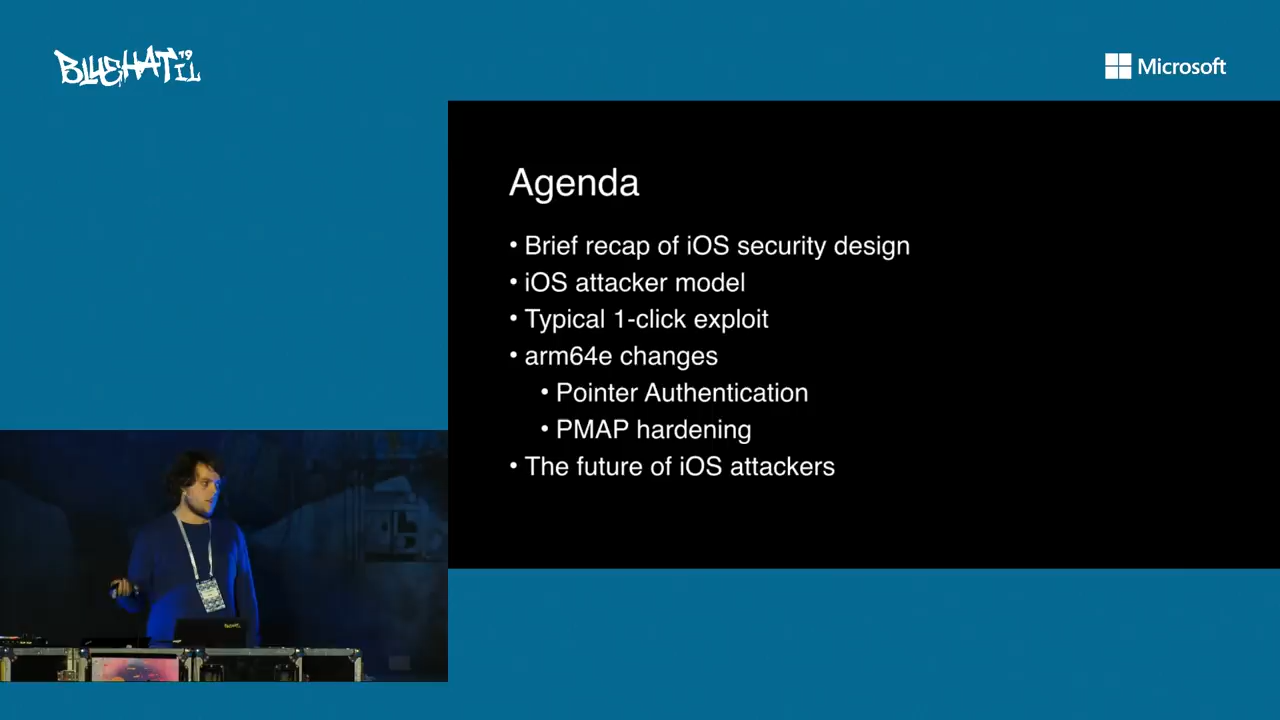 BLUEHAT IL 19
Microsoft
Agenda
• Brief recap of iOS security design
• iOS attacker model
• Typical 1-click exploit
• arm64e changes
• Pointer Authentication
• PMAP hardening
• The future of iOS attackers